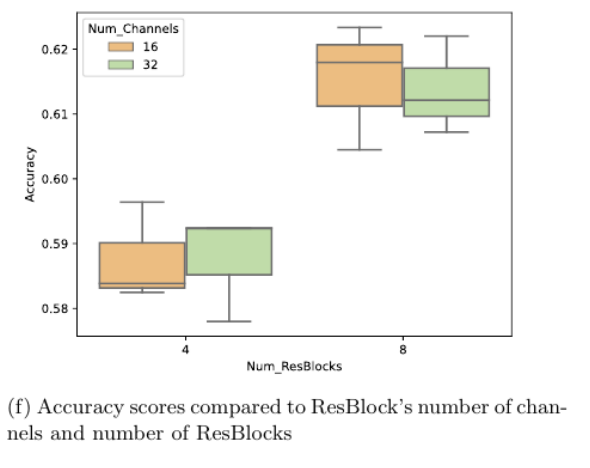 Num_Channels
16
32
0.62
0.61
0.60
0.59
0.58
Accuracy
4
8
Num_ResBlocks
(f) Accuracy scores compared to ResBlock's number of chan-
nels and number of ResBlocks